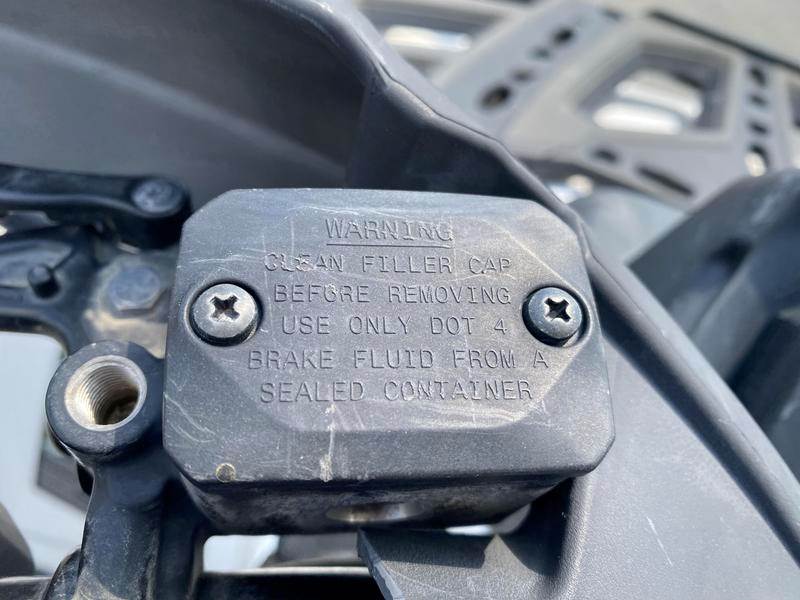 WARNING
CLEAN FILLER CAP
BEFORE REMOVING
USE ONLY DOT 4
BRAKE FLUID FROM A
SEALED CONTAINER